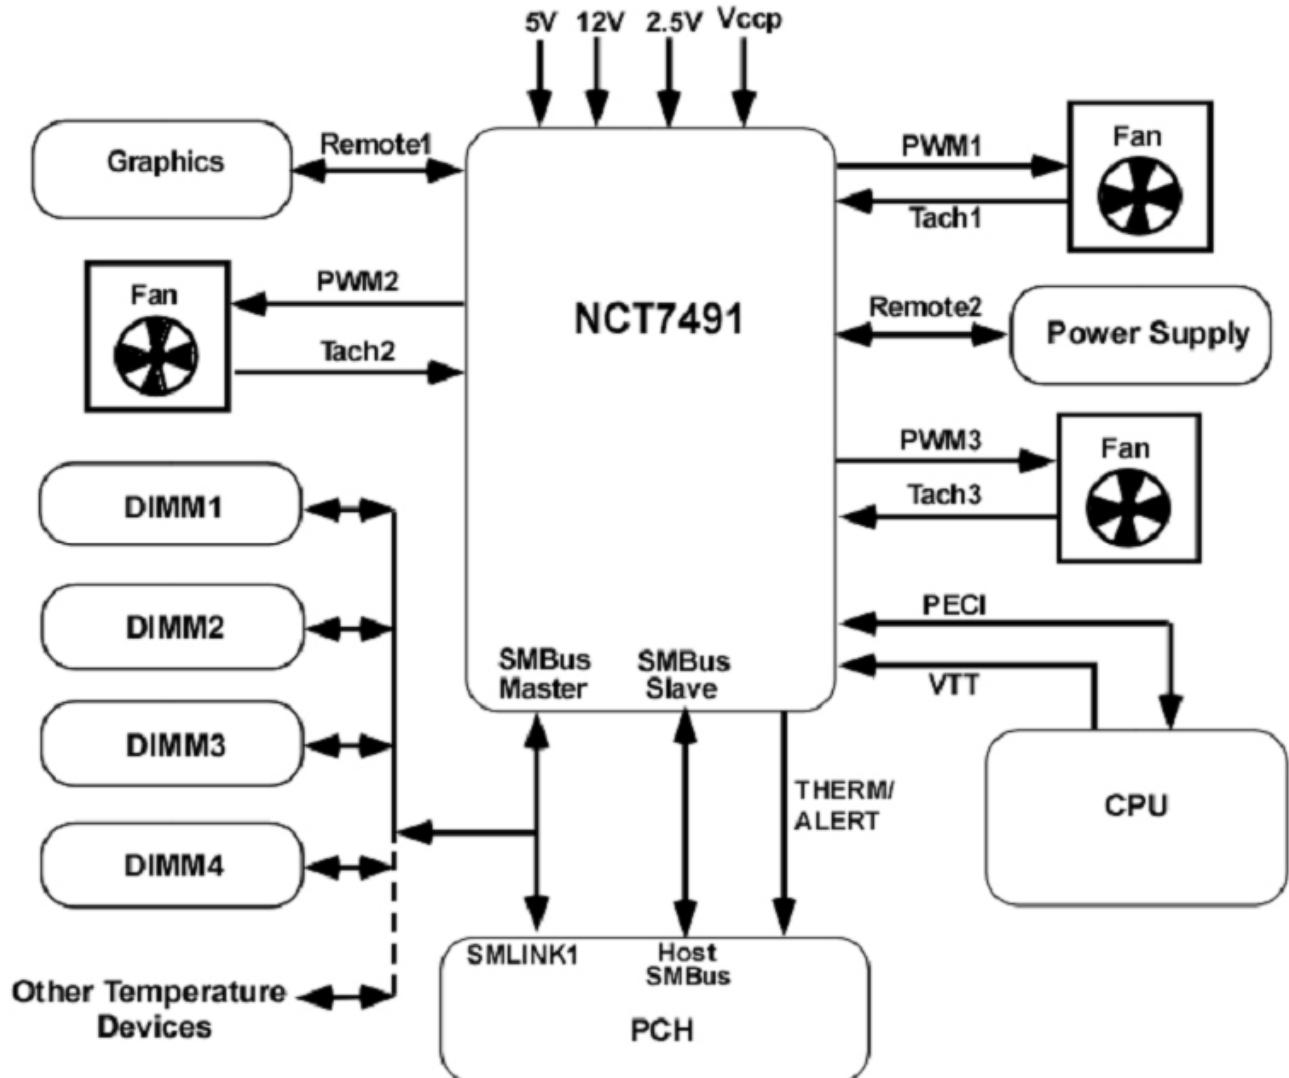 5V 12V 2.5V Vccp
Graphics
Remote1
PWM1
Tach1
Fan
Fan
PWM2
Tach2
NCT7491
Remote2
Power Supply
PWM3
Tach3
Fan
DIMM1
DIMM2
DIMM3
DIMM4
Other Temperature
Devices
SMBus
Master
SMBus
Slave
PECI
VTT
CPU
THERM/
ALERT
SMLINK1
Host
SMBus
PCH